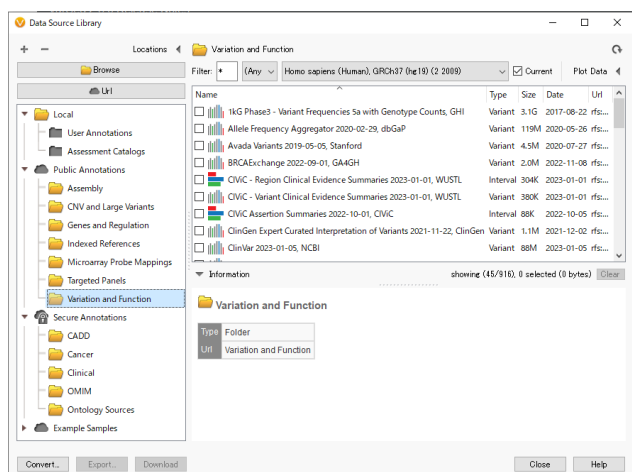 Data Source Library
Locations
Browse
Url
Local
User Annotations
Assessment Catalogs
Public Annotations
Assembly
CNV and Large Variants
Genes and Regulation
Indexed References
Microarray Probe Mappings
Targeted Panels
Variation and Function
Secure Annotations
CADD
Cancer
Clinical
OMIM
Ontology Sources
Example Samples
Variation and Function
Filter: * (Any Homo sapiens (Human), GRCh37 (hg19) (2 2009) Current Plot Data
Name Type Size Date Url
1kG Phase3 - Variant Frequencies 5a with Genotype Counts, GHI Variant 3.1G 2017-08-22 rfs:...
Allele Frequency Aggregator 2020-02-29, dbGaP Variant 119M 2020-05-26 rfs:...
Avada Variants 2019-05-05, Stanford Variant 4.5M 2020-07-27 rfs:...
BRCAExchange 2022-09-01, GA4GH Variant 2.0M 2022-11-08 rfs:...
CIViC - Region Clinical Evidence Summaries 2023-01-01, WUSTL Interval 304K 2023-01-01 rfs:...
CIViC - Variant Clinical Evidence Summaries 2023-01-01, WUSTL Variant 380K 2023-01-01 rfs:...
CIViC Assertion Summaries 2022-10-01, CIViC Interval 88K 2022-10-05 rfs:...
ClinGen Expert Curated Interpretation of Variants 2021-11-22, ClinGen Variant 1.1M 2021-12-02 rfs:...
ClinVar 2023-01-05, NCBI Variant 88M 2023-01-05 rfs:...
Information showing (45/916), 0 selected (0 bytes) Clear
Variation and Function
Type Folder
Url Variation and Function
Convert... Export... Download Close Help